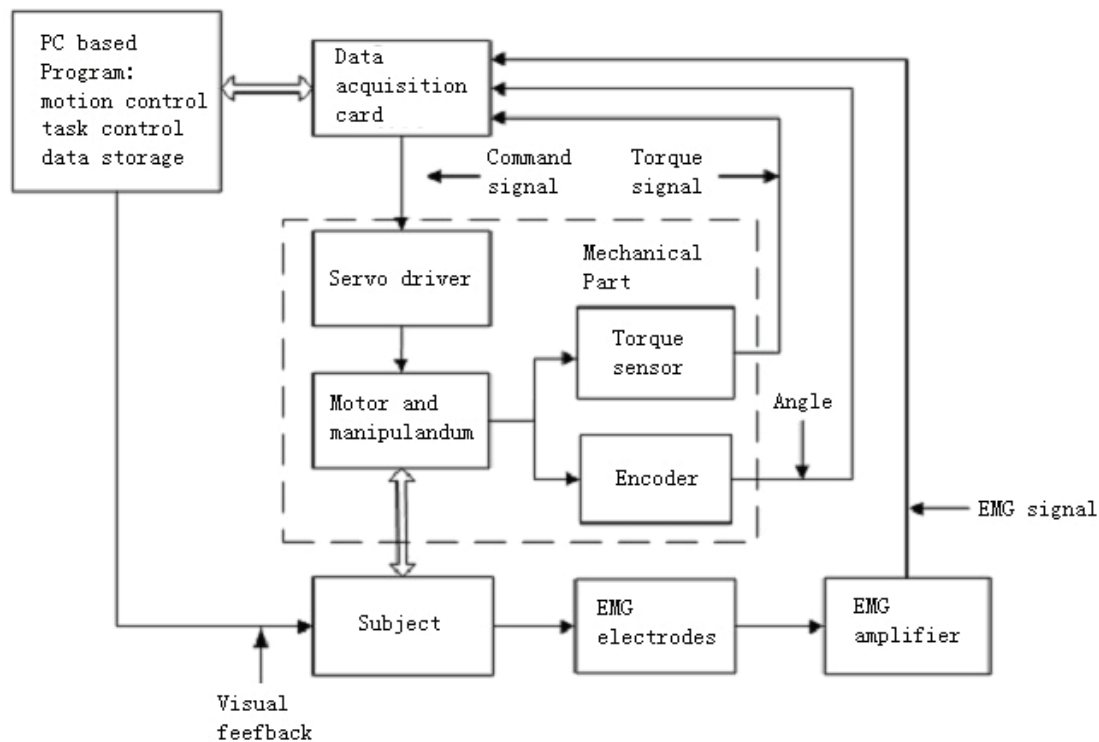 PC based
Program:
motion control
task control
data storage
Data
acquisition
card
Command
signal
Torque
signal
Servo driver
Mechanical
Part
Torque
sensor
Motor and
manipulandum
Angle
Encoder
EMG signal
Subject
EMG
electrodes
EMG
amplifier
Visual
feefback